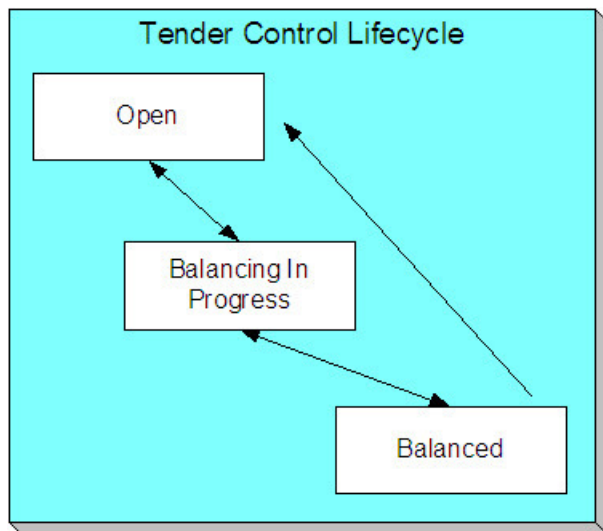 Tender Control Lifecycle
Open
Balancing In
Progress
Balanced